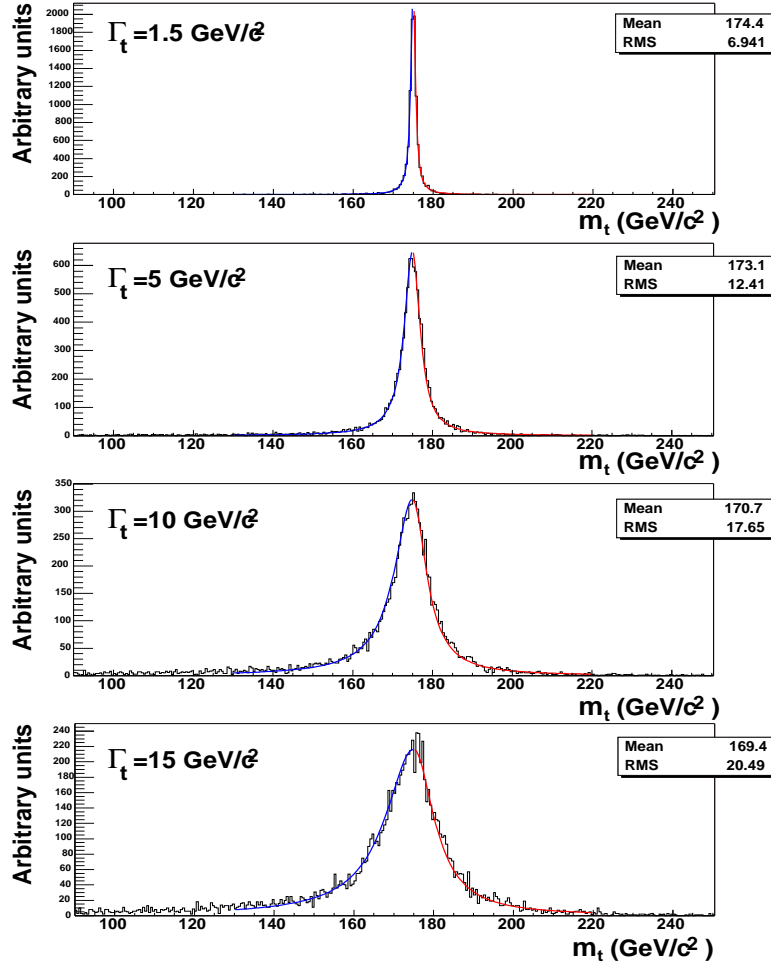 Arbitrary units
2000
1800
1600
1400
1200
1000
800
600
400
200
0
Γt =1.5 GeV/c2
Mean 174.4
RMS 6.941
100 120 140 160 180 200 220 240
mt (GeV/c2)
Arbitrary units
600
500
400
300
200
100
0
Γt =5 GeV/c2
Mean 173.1
RMS 12.41
100 120 140 160 180 200 220 240
mt (GeV/c2)
Arbitrary units
350
300
250
200
150
100
50
0
Γt =10 GeV/c2
Mean 170.7
RMS 17.65
100 120 140 160 180 200 220 240
mt (GeV/c2)
Arbitrary units
240
220
200
180
160
140
120
100
80
60
40
20
0
Γt =15 GeV/c2
Mean 169.4
RMS 20.49
100 120 140 160 180 200 220 240
mt (GeV/c2)